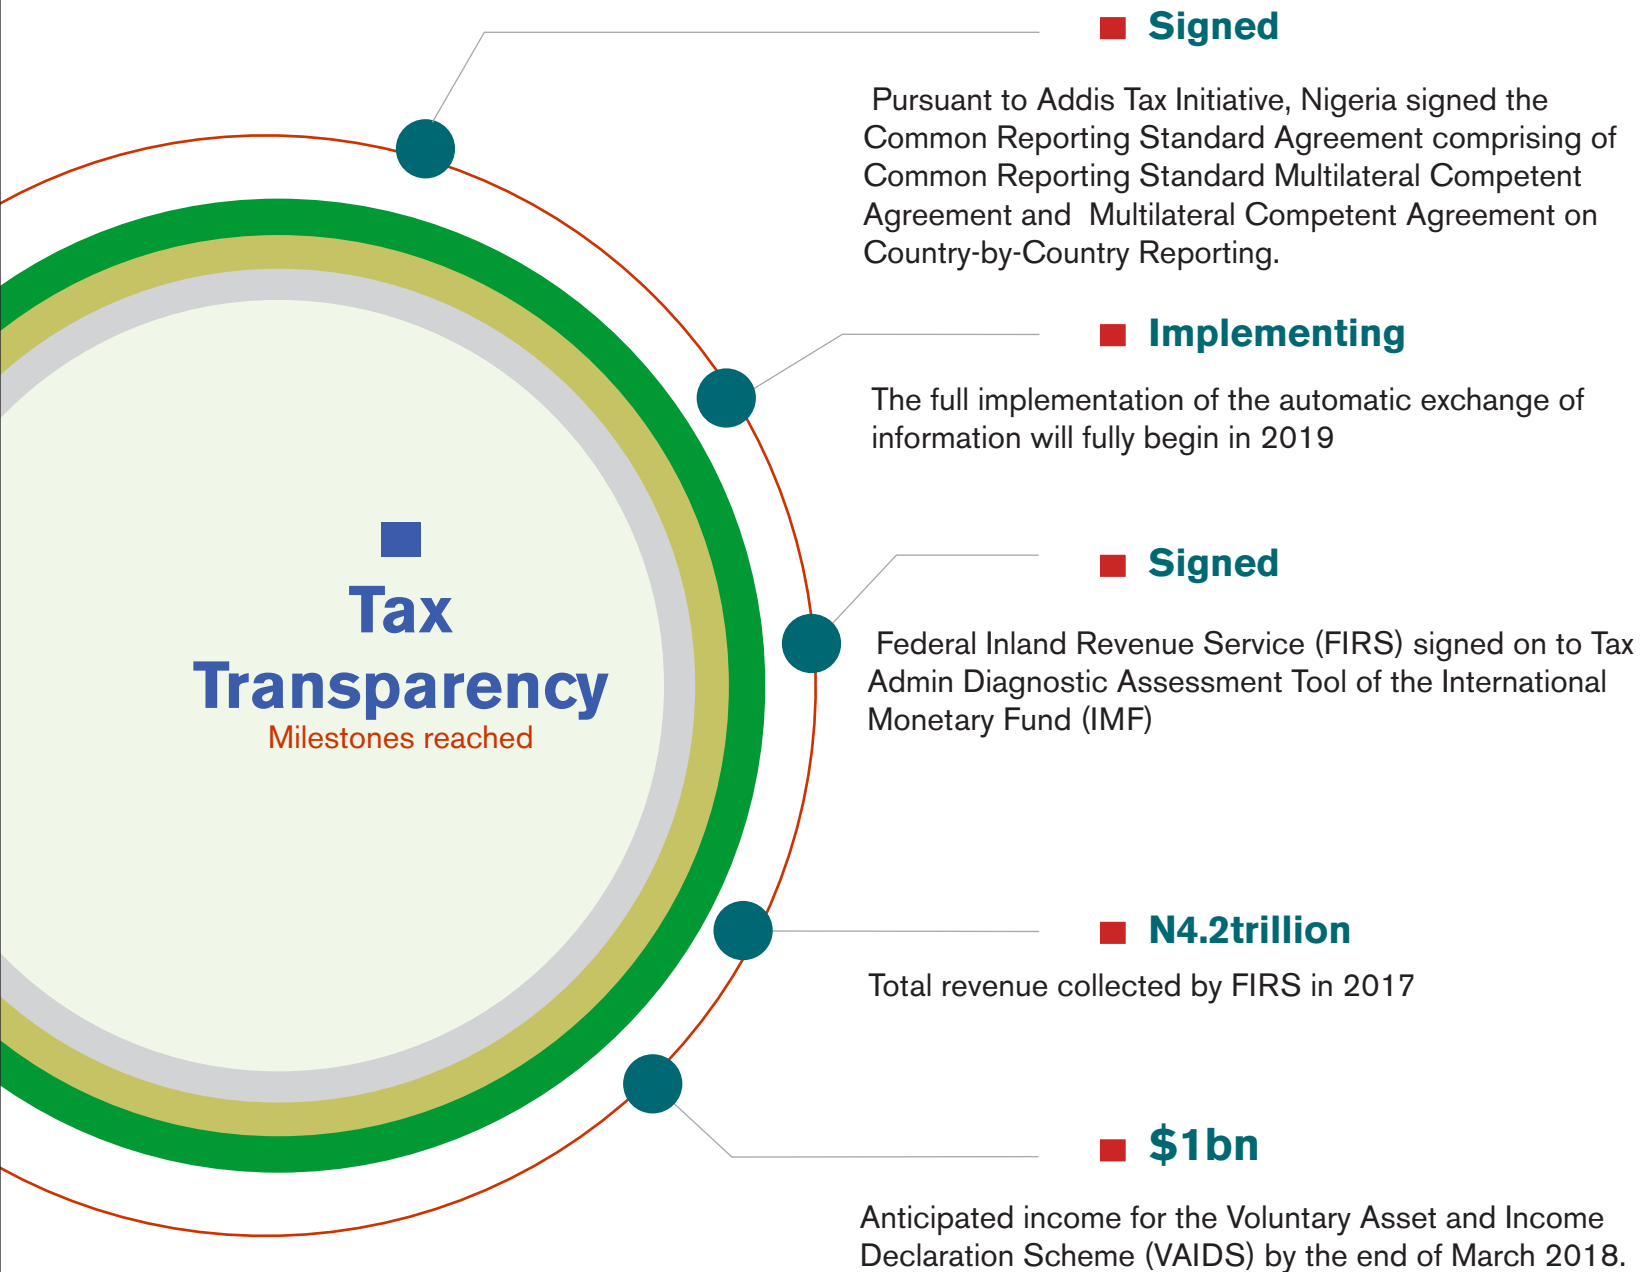 Signed
Pursuant to Addis Tax Initiative, Nigeria signed the
Common Reporting Standard Agreement comprising of
Common Reporting Standard Multilateral Competent
Agreement and  Multilateral Competent Agreement on
Country-by-Country Reporting.
Implementing
The full implementation of the automatic exchange of
information will fully begin in 2019
Tax
Transparency
Milestones reached
Signed
Federal Inland Revenue Service (FIRS) signed on to Tax
Admin Diagnostic Assessment Tool of the International
Monetary Fund (IMF)
N4.2trillion
Total revenue collected by FIRS in 2017
$1bn
Anticipated income for the Voluntary Asset and Income
Declaration Scheme (VAIDS) by the end of March 2018.